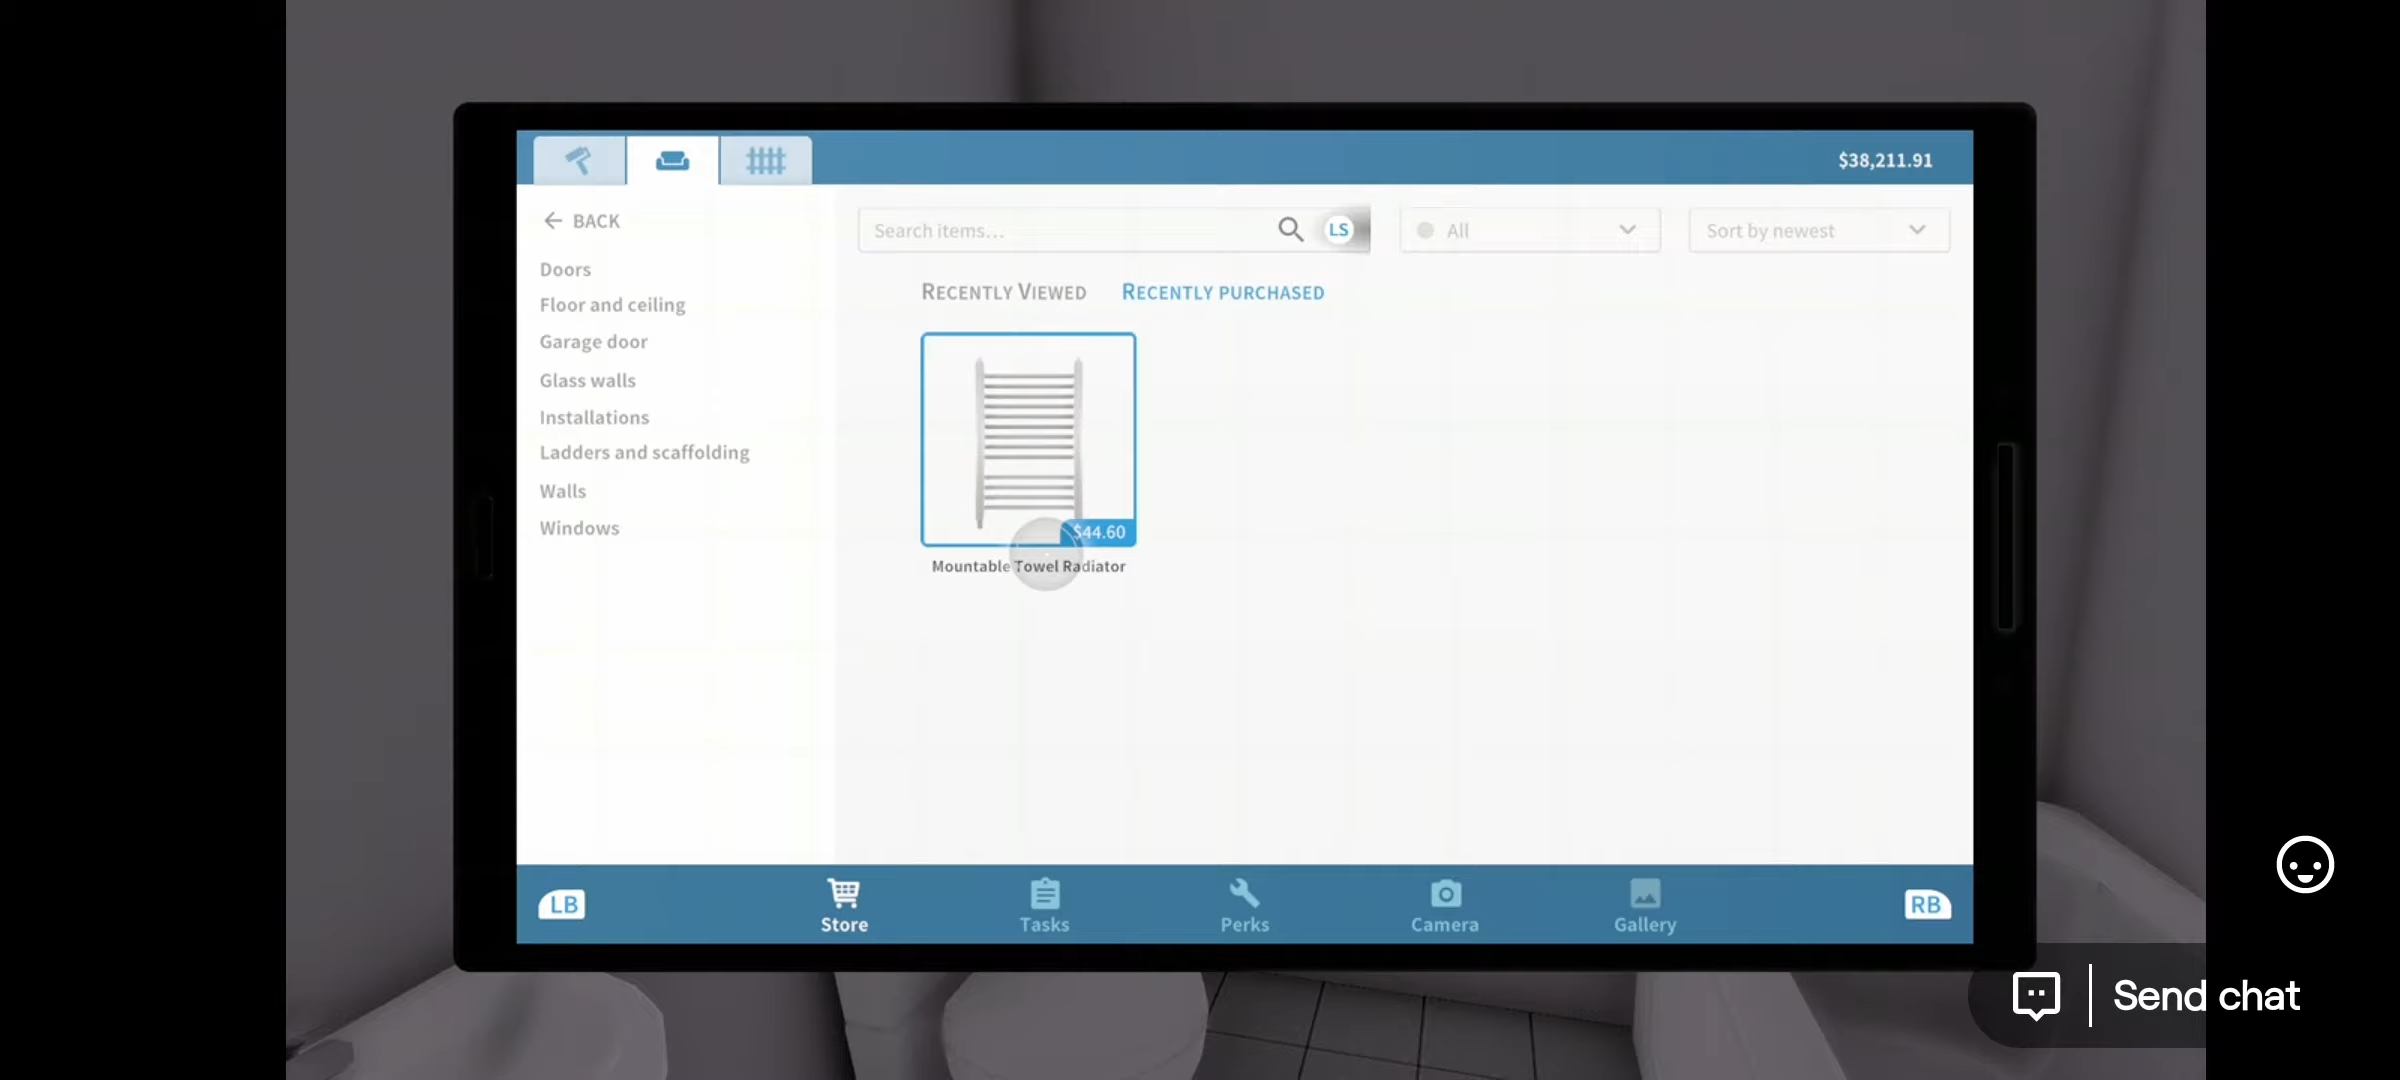 $38,211.91
BACK
Search items...
LS
All
Sort by newest
Doors
Floor and ceiling
Garage door
Glass walls
Installations
Ladders and scaffolding
Walls
Windows
RECENTLY VIEWED
RECENTLY PURCHASED
$44.60
Mountable Towel Radiator
LB
Store
Tasks
Perks
Camera
Gallery
RB
Send chat